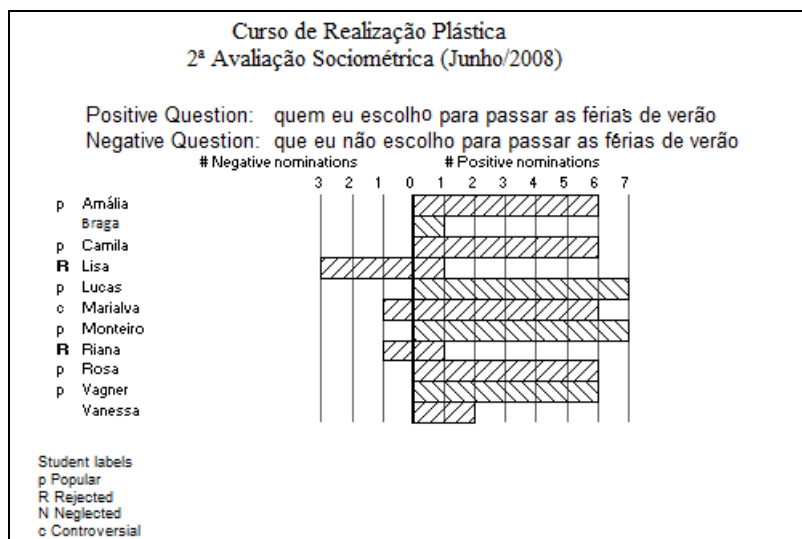 Curso de Realização Plástica
2ª Avaliação Sociométrica (Junho/2008)
Positive Question: quem eu escolho para passar as férias de verão
Negative Question: que eu não escolho para passar as férias de verão
# Negative nominations # Positive nominations
3 2 1 0 1 2 3 4 5 6 7
p Amália
Braga
p Camila
R Lisa
p Lucas
c Marialva
p Monteiro
R Riana
p Rosa
p Vagner
Vanessa
Student labels
p Popular
R Rejected
N Neglected
c Controversial